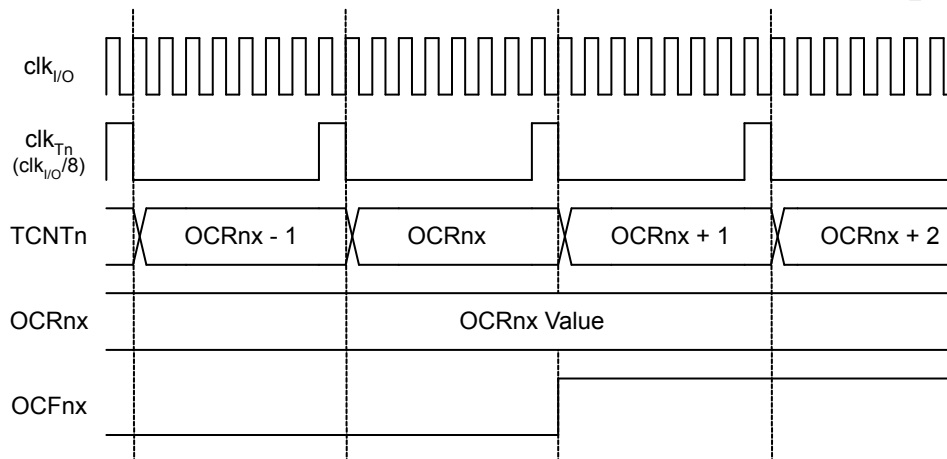 clkI/O
clkTn
(clkI/O/8)
TCNTn OCRnx - 1 OCRnx OCRnx + 1 OCRnx + 2
OCRnx OCRnx Value
OCFnx